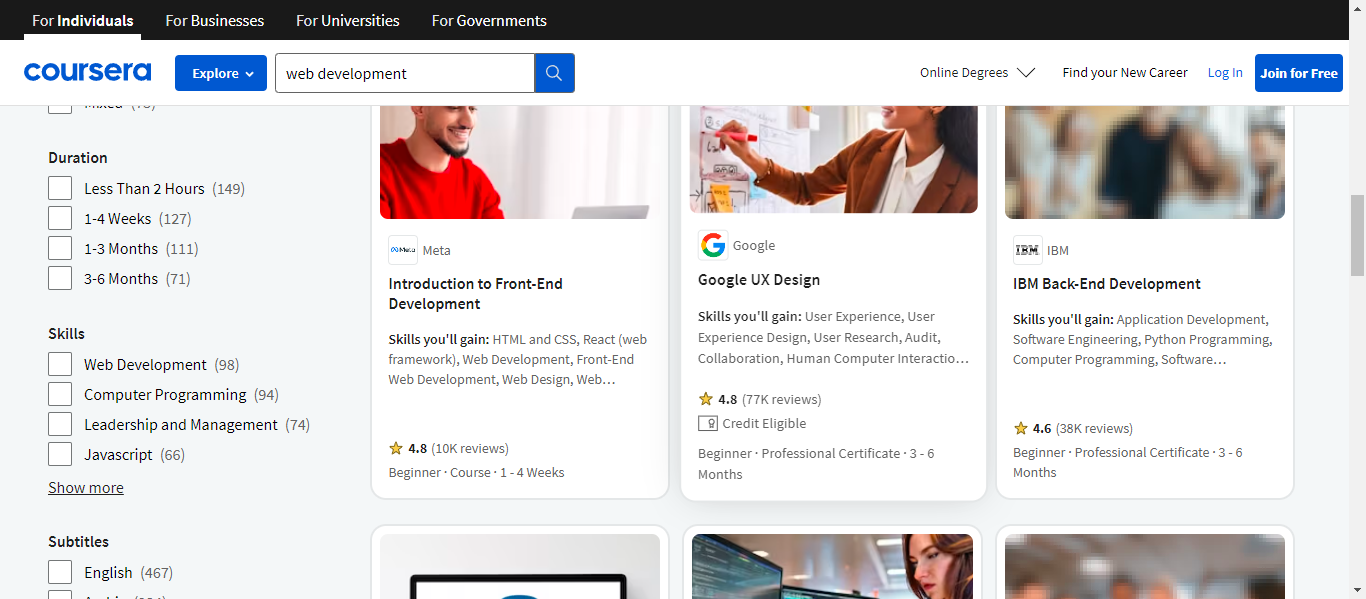 For Individuals
For Businesses
For Universities
For Governments
coursera
Explore
web development
Online Degrees
Find your New Career
Log In
Join for Free
Duration
Less Than 2 Hours (149)
1-4 Weeks (127)
1-3 Months (111)
3-6 Months (71)
Skills
Web Development (98)
Computer Programming (94)
Leadership and Management (74)
Javascript (66)
Show more
Subtitles
English (467)
Meta
Meta
Introduction to Front-End
Development
Skills you'll gain: HTML and CSS, React (web
framework), Web Development, Front-End
Web Development, Web Design, Web…
4.8 (10K reviews)
Beginner · Course · 1 - 4 Weeks
Google
Google UX Design
Skills you'll gain: User Experience, User
Experience Design, User Research, Audit,
Collaboration, Human Computer Interactio…
4.8 (77K reviews)
Credit Eligible
Beginner · Professional Certificate · 3 - 6
Months
IBM
IBM
IBM Back-End Development
Skills you'll gain: Application Development,
Software Engineering, Python Programming,
Computer Programming, Software…
4.6 (38K reviews)
Beginner · Professional Certificate · 3 - 6
Months